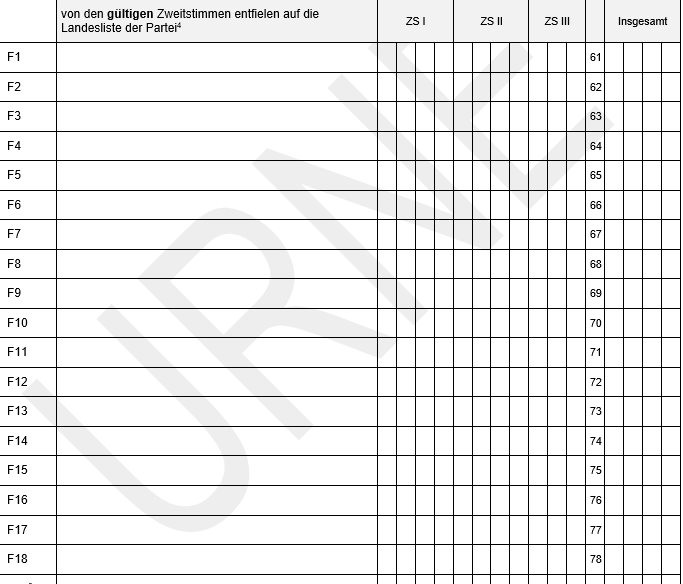 von den gültigen Zweitstimmen entfielen auf die
Landesliste der Partei⁴
ZS I ZS II ZS III Insgesamt
F1 61
F2 62
F3 63
F4 64
F5 65
F6 66
F7 67
F8 68
F9 69
F10 70
F11 71
F12 72
F13 73
F14 74
F15 75
F16 76
F17 77
F18 78
URNE